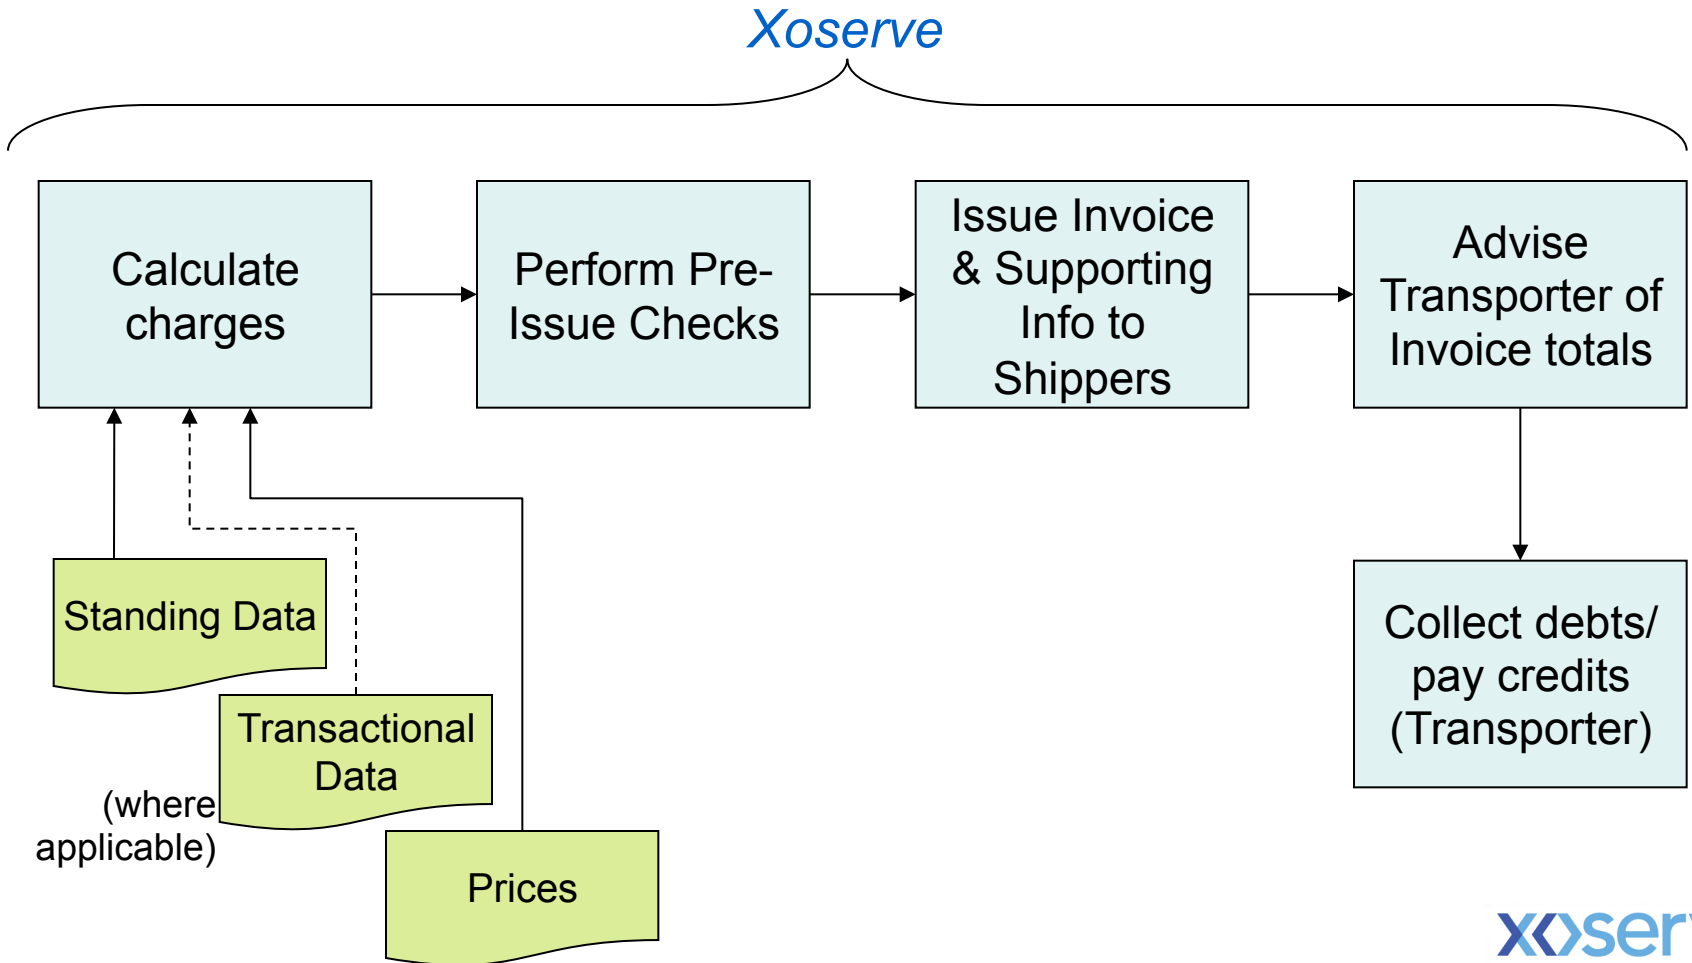 Xoserve
Calculate
charges
Perform Pre-
Issue Checks
Issue Invoice
& Supporting
Info to
Shippers
Advise
Transporter of
Invoice totals
Standing Data
Transactional
Data
(where
applicable)
Prices
Collect debts/
pay credits
(Transporter)
xoser